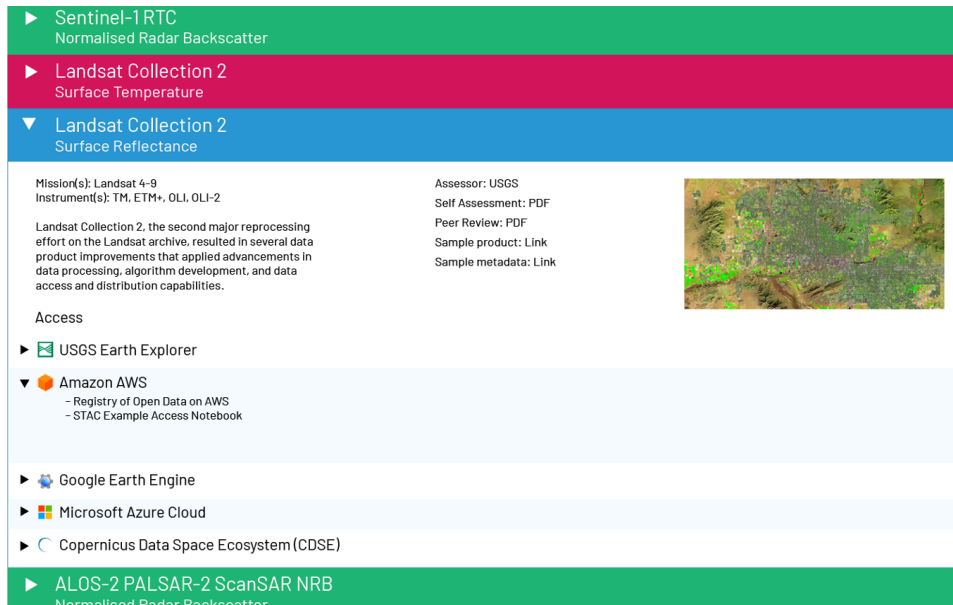 Sentinel-1 RTC
Normalised Radar Backscatter
Landsat Collection 2
Surface Temperature
Landsat Collection 2
Surface Reflectance
Mission(s): Landsat 4-9
Instrument(s): TM, ETM+, OLI, OLI-2
Landsat Collection 2, the second major reprocessing
effort on the Landsat archive, resulted in several data
product improvements that applied advancements in
data processing, algorithm development, and data
access and distribution capabilities.
Assessor: USGS
Self Assessment: PDF
Peer Review: PDF
Sample product: Link
Sample metadata: Link
Access
USGS Earth Explorer
Amazon AWS
- Registry of Open Data on AWS
- STAC Example Access Notebook
Google Earth Engine
Microsoft Azure Cloud
Copernicus Data Space Ecosystem (CDSE)
ALOS-2 PALSAR-2 ScanSAR NRB
Normalised Radar Backscatter